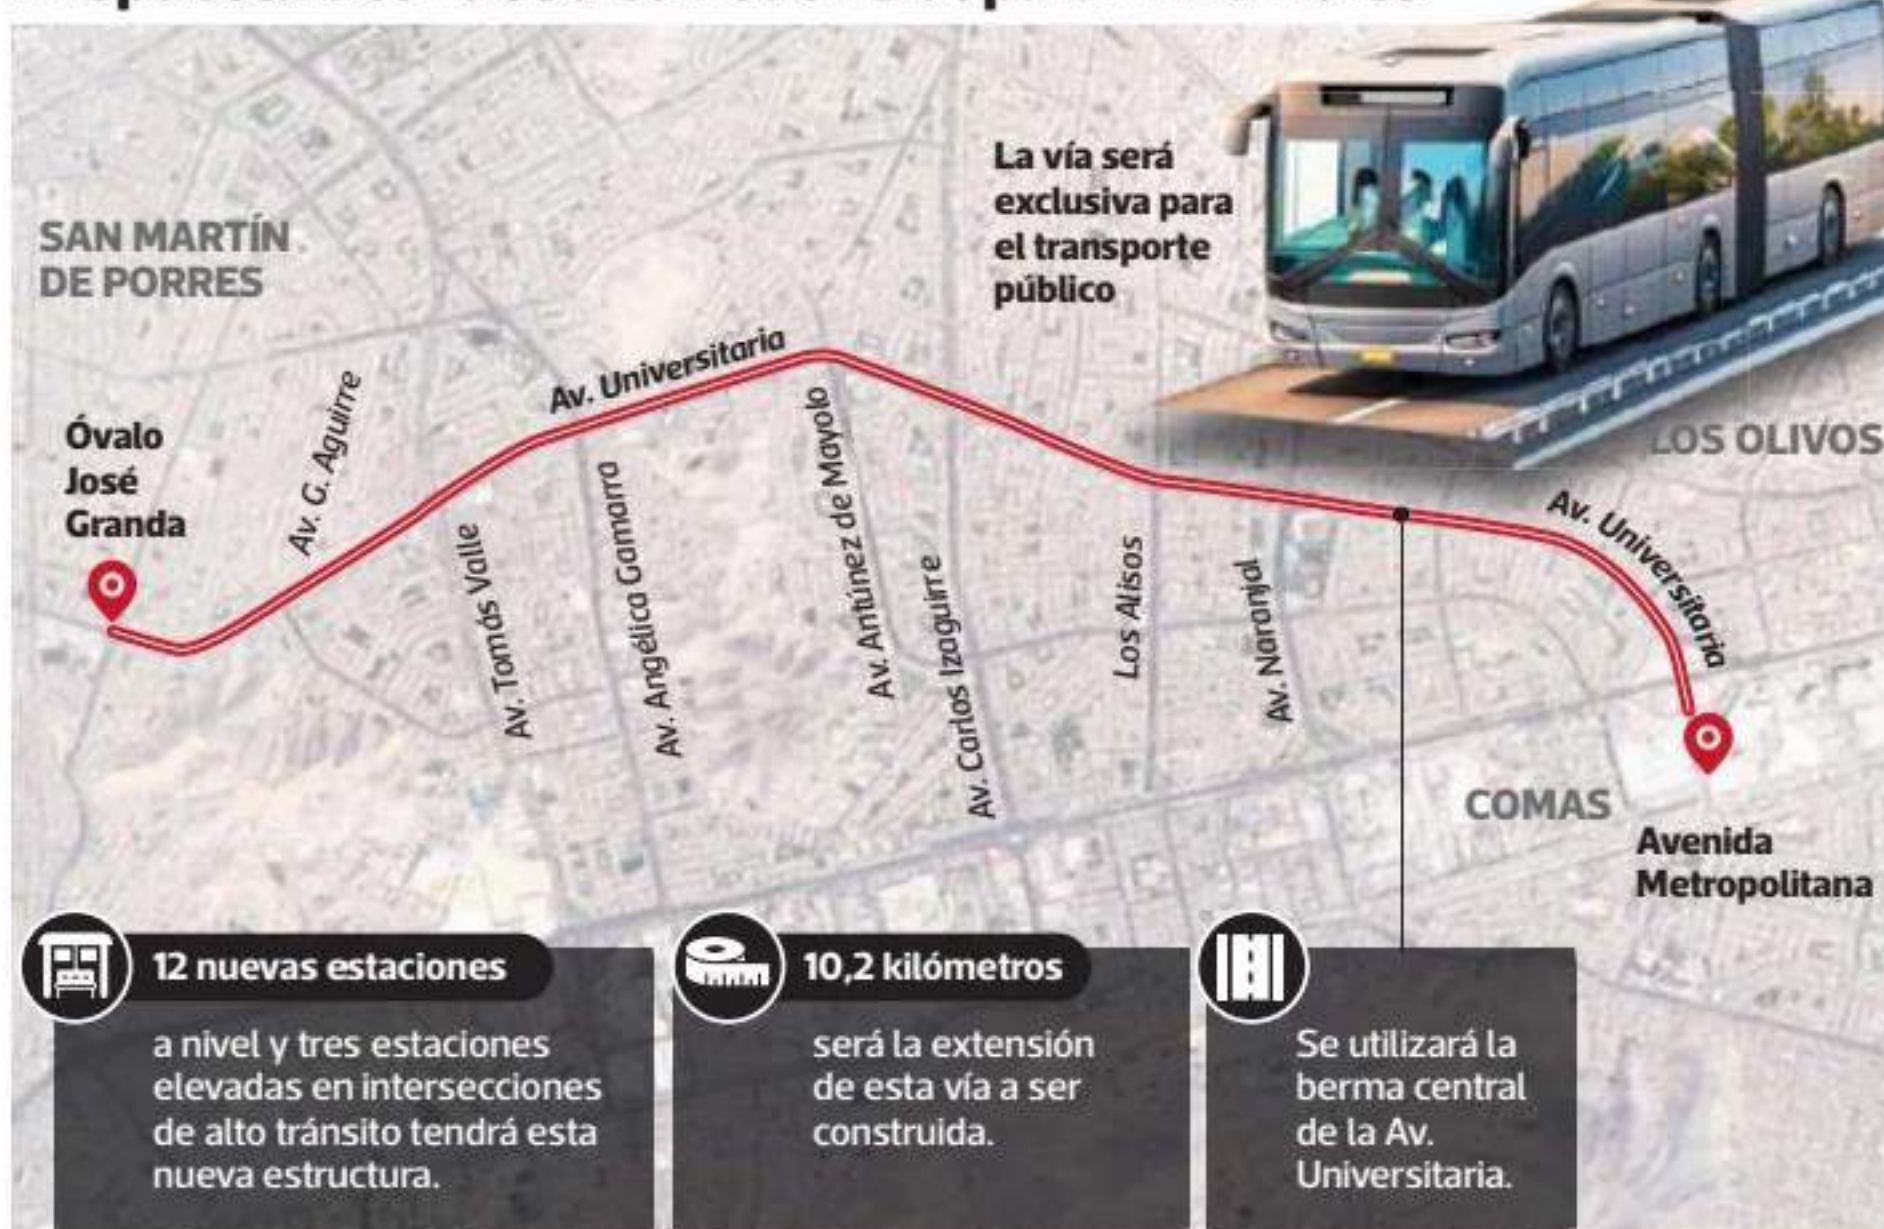 La vía será
exclusiva para
el transporte
público
SAN MARTÍN
DE PORRES
Óvalo
José
Granda
Av. G. Aguirre
Av. Universitaria
Av. Tomás Valle
Av. Angélica Gamarra
Av. Antúnez de Mayolo
Av. Carlos Izaguirre
Los Alisos
Av. Naranjal
LOS OLIVOS
Av. Universitaria
COMAS
Avenida
Metropolitana
12 nuevas estaciones
a nivel y tres estaciones
elevadas en intersecciones
de alto tránsito tendrá esta
nueva estructura.
10,2 kilómetros
será la extensión
de esta vía a ser
construida.
Se utilizará la
berma central
de la Av.
Universitaria.